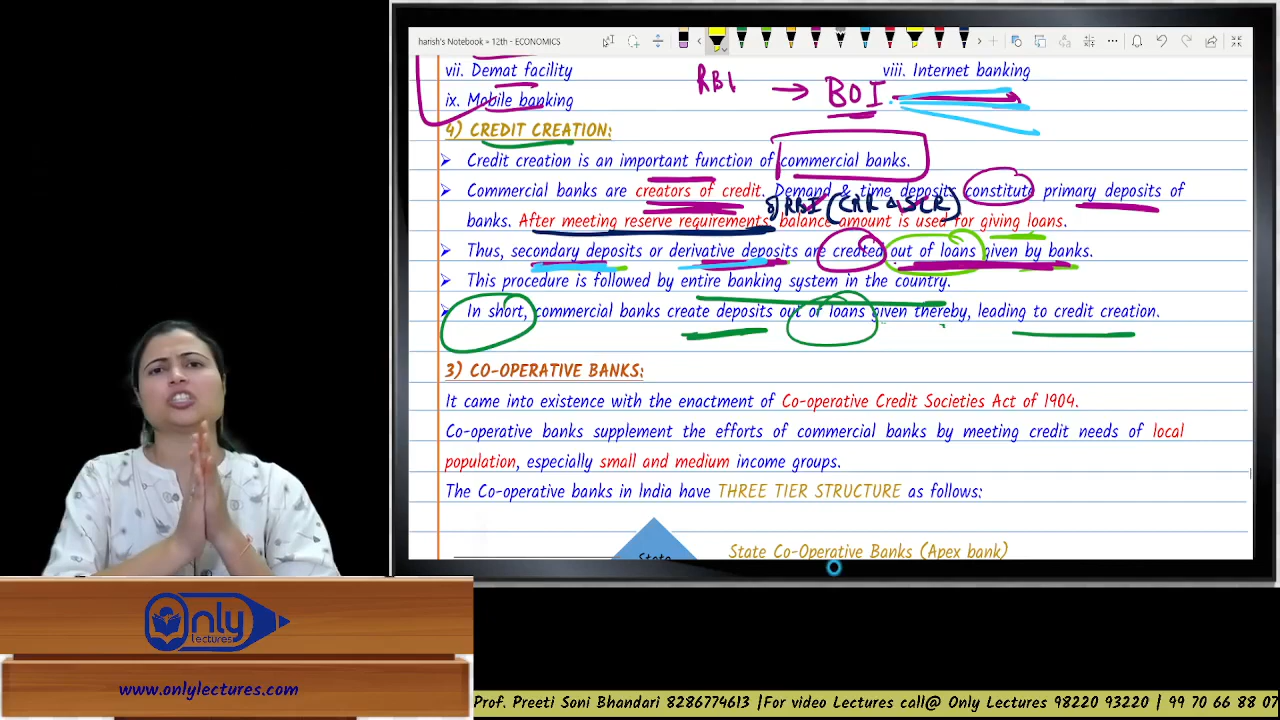 harish's Notebook » 12th - ECONOMICS
vii. Demat facility
viii. Internet banking
RBI → BOI
ix. Mobile banking
4) CREDIT CREATION:
➢ Credit creation is an important function of commercial banks.
➢ Commercial banks are creators of credit. Demand & time deposits constitute primary deposits of
of RBI (CRR & SLR)
banks. After meeting reserve requirements balance amount is used for giving loans.
➢ Thus, secondary deposits or derivative deposits are created out of loans given by banks.
➢ This procedure is followed by entire banking system in the country.
➢ In short, commercial banks create deposits out of loans given thereby, leading to credit creation.
3) CO-OPERATIVE BANKS:
It came into existence with the enactment of Co-operative Credit Societies Act of 1904.
Co-operative banks supplement the efforts of commercial banks by meeting credit needs of local
population, especially small and medium income groups.
The Co-operative banks in India have THREE TIER STRUCTURE as follows:
State
State Co-Operative Banks (Apex bank)
Only
lectures
www.onlylectures.com
Prof. Preeti Soni Bhandari 8286774613 |For video Lectures call@ Only Lectures 98220 93220 | 99 70 66 88 07